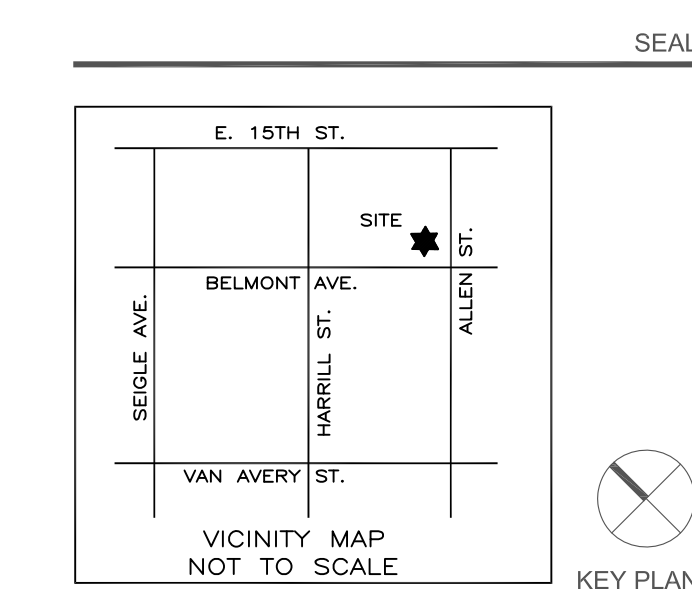 SEAL
E. 15TH ST.
SITE
ALLEN ST.
BELMONT AVE.
SEIGLE AVE.
HARRILL ST.
VAN AVERY ST.
VICINITY MAP
NOT TO SCALE
KEY PLAN